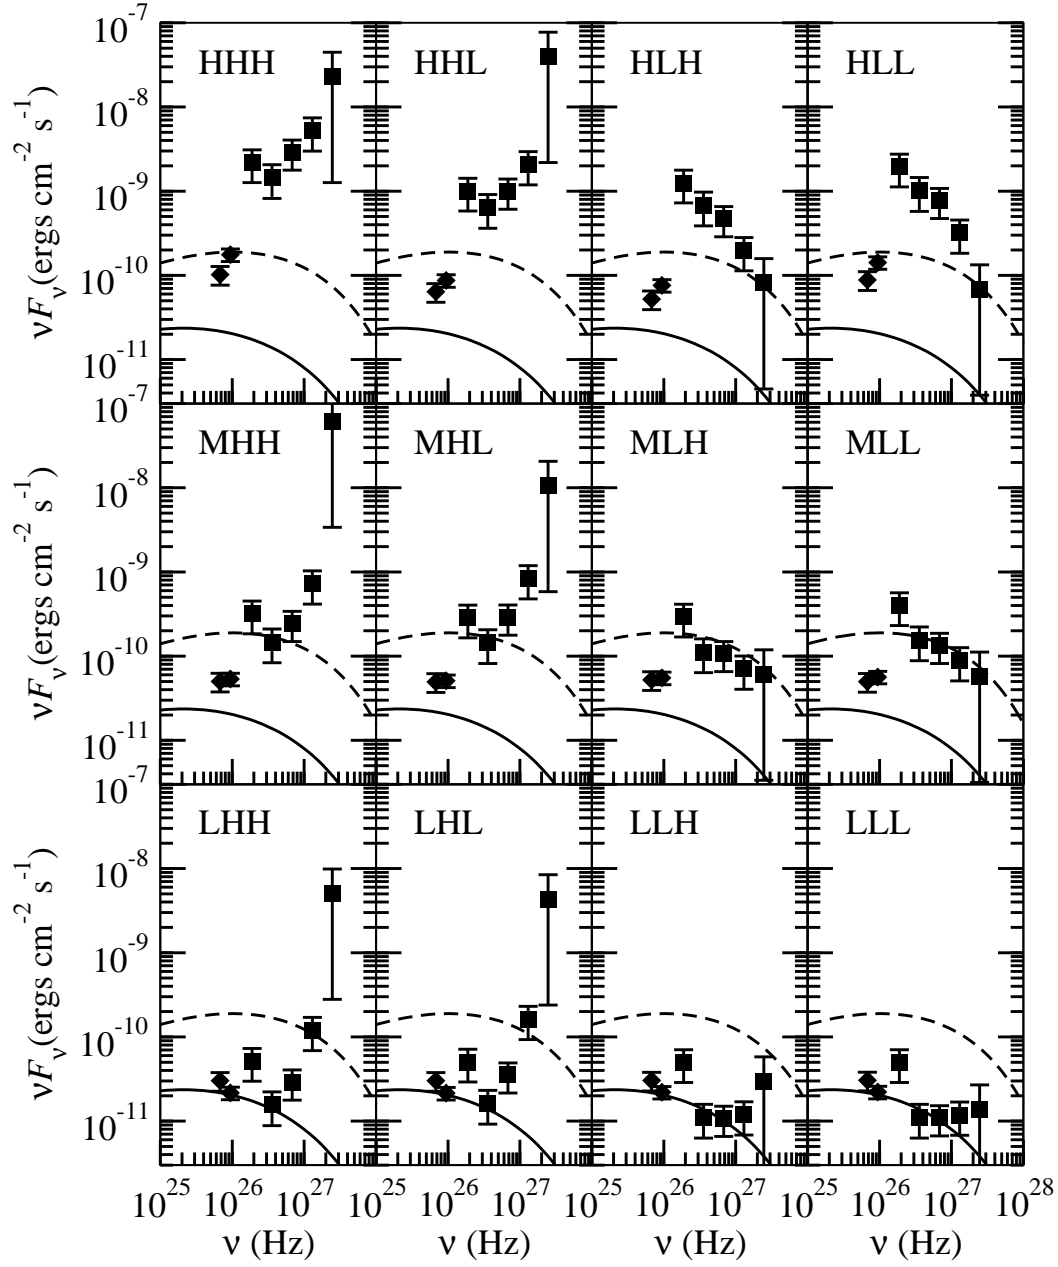 10^-7
HHH HHL HLH HLL
10^-8
10^-9
10^-10
10^-11
νF_ν(ergs cm^-2 s^-1)
10^-7
MHH MHL MLH MLL
10^-8
10^-9
10^-10
10^-11
νF_ν(ergs cm^-2 s^-1)
10^-7
LHH LHL LLH LLL
10^-8
10^-9
10^-10
10^-11
νF_ν(ergs cm^-2 s^-1)
10^25 10^26 10^27 10^25 10^26 10^27 10^25 10^26 10^27 10^25 10^26 10^27 10^28
ν (Hz) ν (Hz) ν (Hz) ν (Hz)